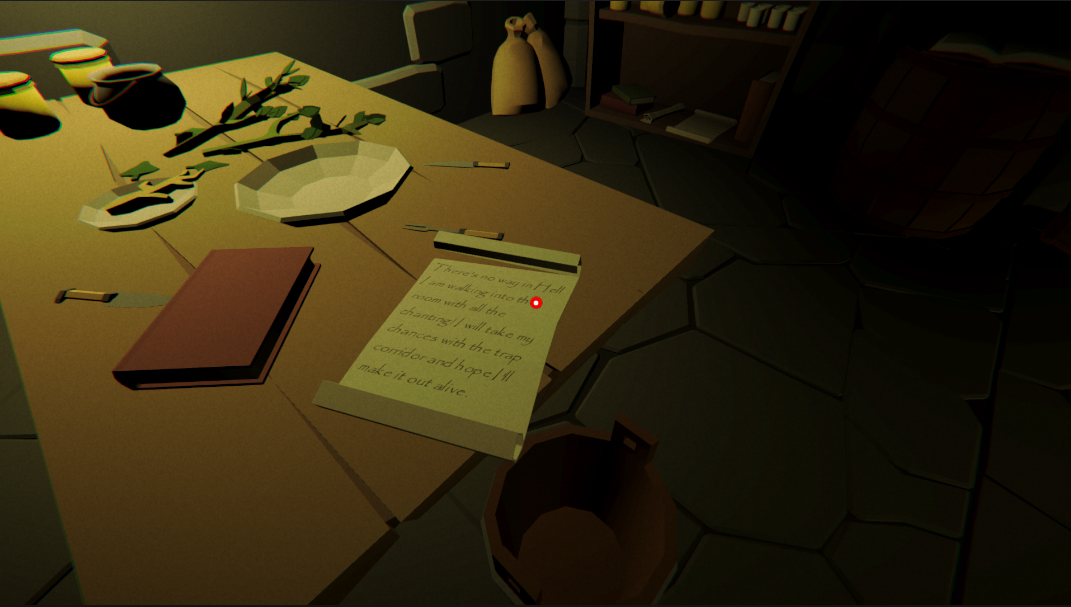 There's no way in Hell
I am walking into th
room with all the
chanting! I will take my
chances with the trap
corridor and hope I'll
make it out alive.